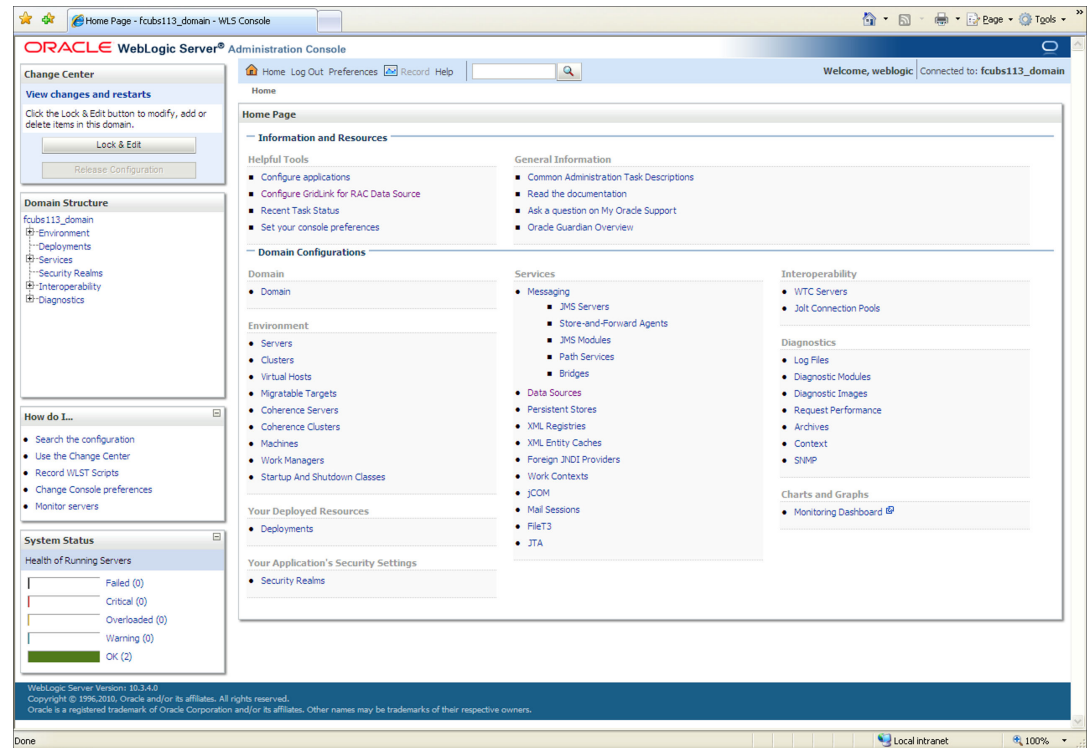 Home Page - fcubs113_domain - WLS Console
Page
Tools
ORACLE WebLogic Server® Administration Console
Change Center
View changes and restarts
Click the Lock & Edit button to modify, add or
delete items in this domain.
Lock & Edit
Release Configuration
Domain Structure
fcubs113_domain
Environment
Deployments
Services
Security Realms
Interoperability
Diagnostics
How do I...
Search the configuration
Use the Change Center
Record WLST Scripts
Change Console preferences
Monitor servers
System Status
Health of Running Servers
Failed (0)
Critical (0)
Overloaded (0)
Warning (0)
OK (2)
Home Log Out Preferences Record Help
Welcome, weblogic Connected to: fcubs113_domain
Home
Home Page
Information and Resources
Helpful Tools
Configure applications
Configure GridLink for RAC Data Source
Recent Task Status
Set your console preferences
General Information
Common Administration Task Descriptions
Read the documentation
Ask a question on My Oracle Support
Oracle Guardian Overview
Domain Configurations
Domain
Domain
Environment
Servers
Clusters
Virtual Hosts
Migratable Targets
Coherence Servers
Coherence Clusters
Machines
Work Managers
Startup And Shutdown Classes
Your Deployed Resources
Deployments
Your Application's Security Settings
Security Realms
Services
Messaging
JMS Servers
Store-and-Forward Agents
JMS Modules
Path Services
Bridges
Data Sources
Persistent Stores
XML Registries
XML Entity Caches
Foreign JNDI Providers
Work Contexts
jCOM
Mail Sessions
FileT3
JTA
Interoperability
WTC Servers
Jolt Connection Pools
Diagnostics
Log Files
Diagnostic Modules
Diagnostic Images
Request Performance
Archives
Context
SNMP
Charts and Graphs
Monitoring Dashboard
WebLogic Server Version: 10.3.4.0
Copyright © 1996,2010, Oracle and/or its affiliates. All rights reserved.
Oracle is a registered trademark of Oracle Corporation and/or its affiliates. Other names may be trademarks of their respective owners.
Done
Local intranet
100%